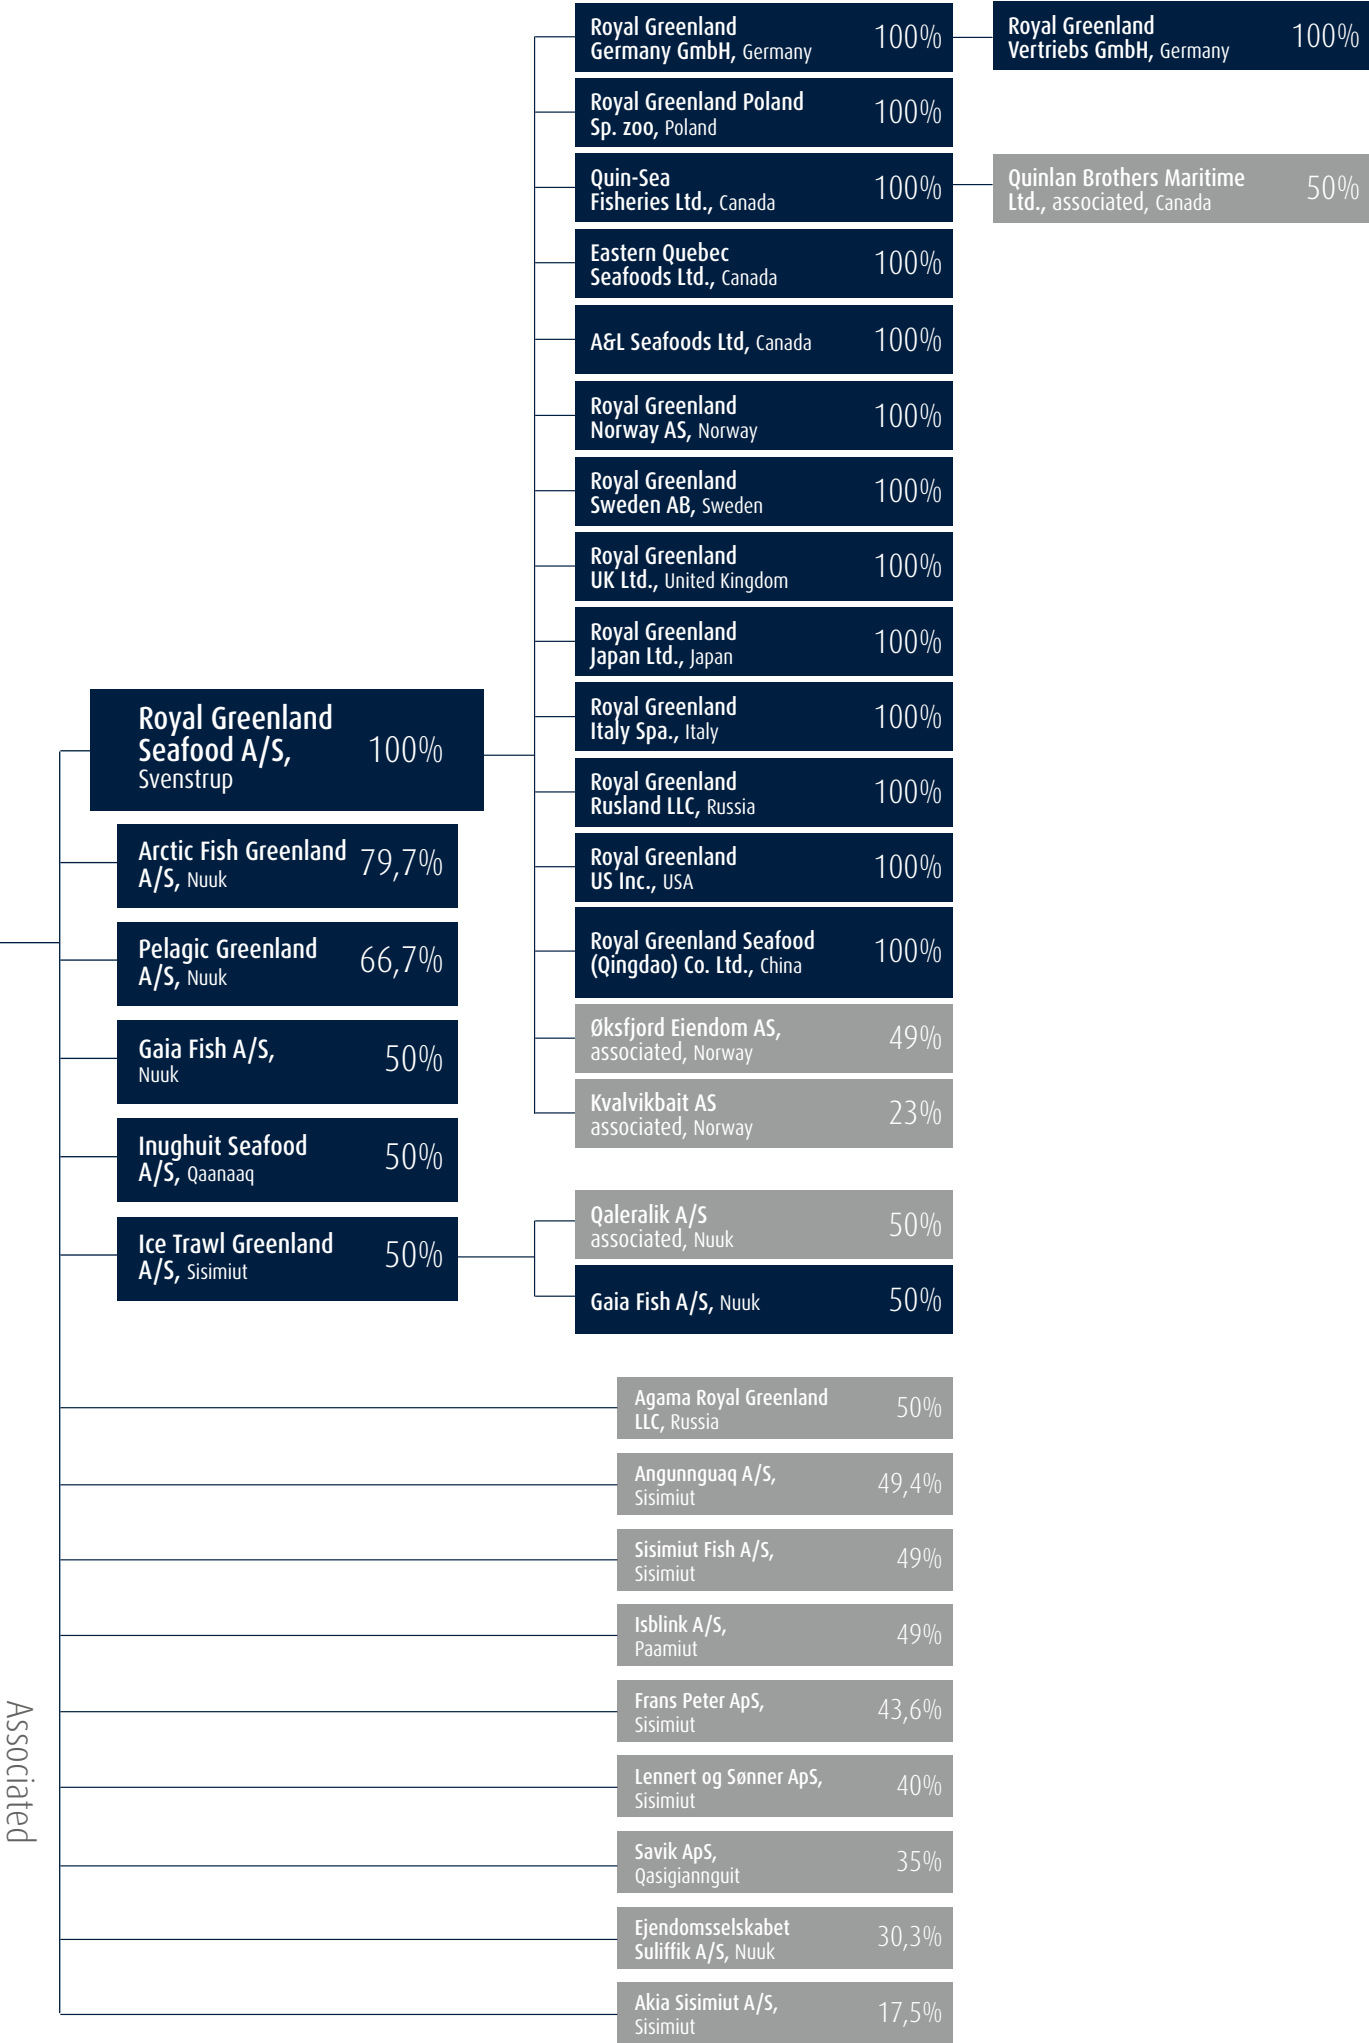 Royal Greenland
Germany GmbH, Germany
100%
Royal Greenland
Vertriebs GmbH, Germany
100%
Royal Greenland Poland
Sp. zoo, Poland
100%
Quin-Sea
Fisheries Ltd., Canada
100%
Quinlan Brothers Maritime
Ltd., associated, Canada
50%
Eastern Quebec
Seafoods Ltd., Canada
100%
A&L Seafoods Ltd, Canada
100%
Royal Greenland
Norway AS, Norway
100%
Royal Greenland
Sweden AB, Sweden
100%
Royal Greenland
UK Ltd., United Kingdom
100%
Royal Greenland
Japan Ltd., Japan
100%
Royal Greenland
Italy Spa., Italy
100%
Royal Greenland
Rusland LLC, Russia
100%
Royal Greenland
US Inc., USA
100%
Royal Greenland Seafood
(Qingdao) Co. Ltd., China
100%
Øksfjord Eiendom AS,
associated, Norway
49%
Kvalvikbait AS
associated, Norway
23%
Royal Greenland
Seafood A/S,
Svenstrup
100%
Arctic Fish Greenland
A/S, Nuuk
79,7%
Pelagic Greenland
A/S, Nuuk
66,7%
Gaia Fish A/S,
Nuuk
50%
Inughuit Seafood
A/S, Qaanaaq
50%
Ice Trawl Greenland
A/S, Sisimiut
50%
Qaleralik A/S
associated, Nuuk
50%
Gaia Fish A/S, Nuuk
50%
Associated
Agama Royal Greenland
LLC, Russia
50%
Angunnguaq A/S,
Sisimiut
49,4%
Sisimiut Fish A/S,
Sisimiut
49%
Isblink A/S,
Paamiut
49%
Frans Peter ApS,
Sisimiut
43,6%
Lennert og Sønner ApS,
Sisimiut
40%
Savik ApS,
Qasigiannguit
35%
Ejendomsselskabet
Suliffik A/S, Nuuk
30,3%
Akia Sisimiut A/S,
Sisimiut
17,5%